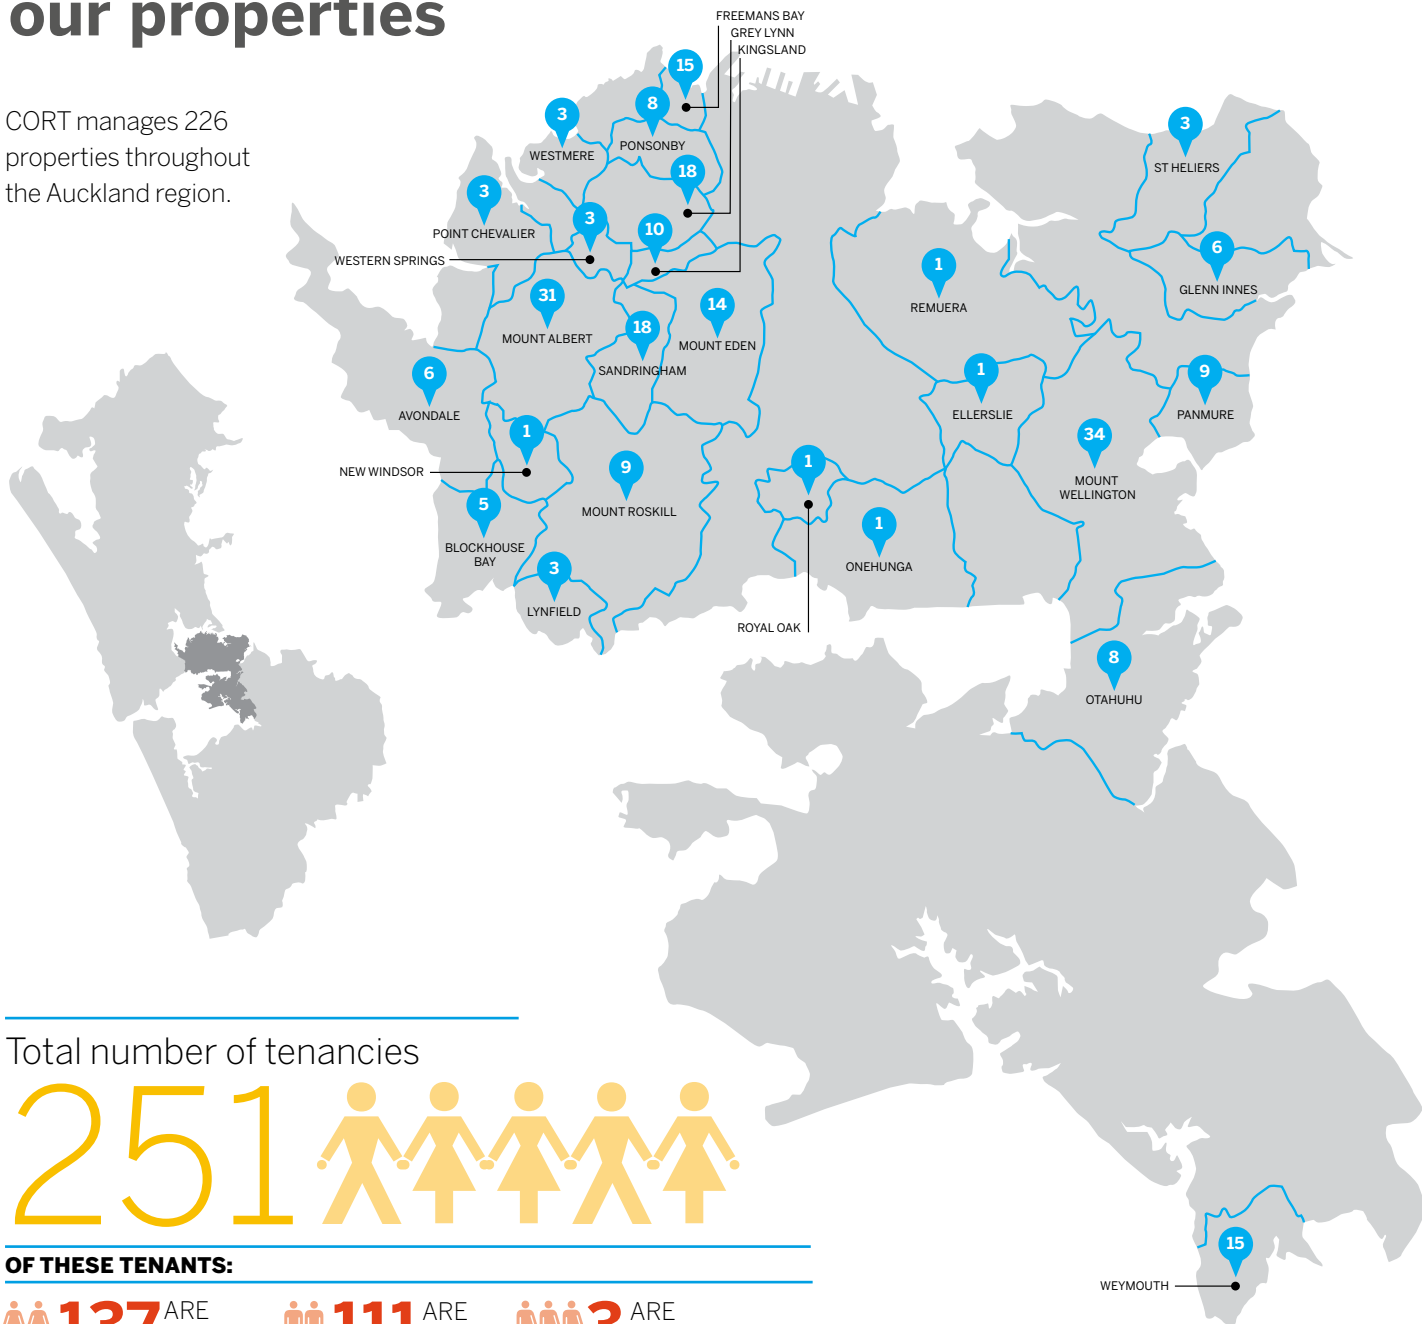 our properties
CORT manages 226
properties throughout
the Auckland region.
FREEMANS BAY
GREY LYNN
KINGSLAND
15
8
PONSONBY
3
WESTMERE
18
3
POINT CHEVALIER
3
WESTERN SPRINGS
10
31
MOUNT ALBERT
18
SANDRINGHAM
14
MOUNT EDEN
6
AVONDALE
1
NEW WINDSOR
9
MOUNT ROSKILL
5
BLOCKHOUSE
BAY
3
LYNFIELD
3
ST HELIERS
6
GLENN INNES
1
REMUERA
1
ELLERSLIE
9
PANMURE
34
MOUNT
WELLINGTON
1
ROYAL OAK
1
ONEHUNGA
8
OTAHUHU
15
WEYMOUTH
Total number of tenancies
251
OF THESE TENANTS:
137 ARE
111 ARE
3 ARE